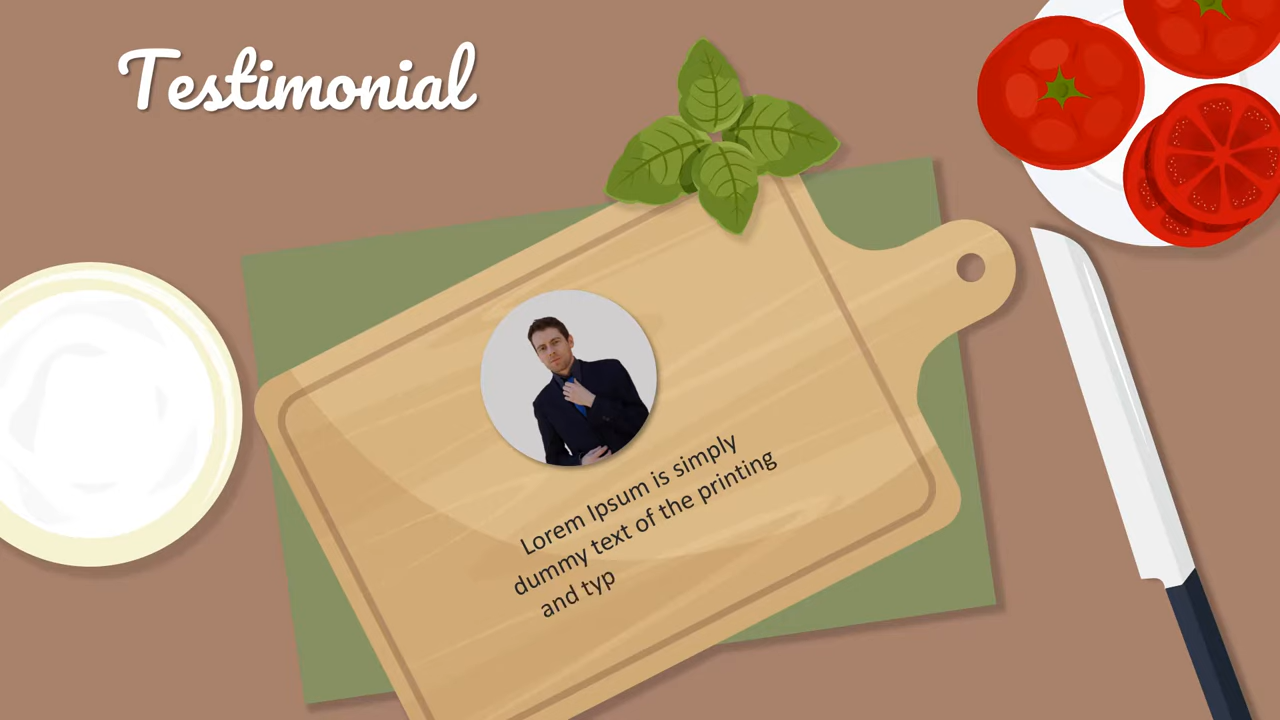 Testimonial
Lorem Ipsum is simply
dummy text of the printing
and typ